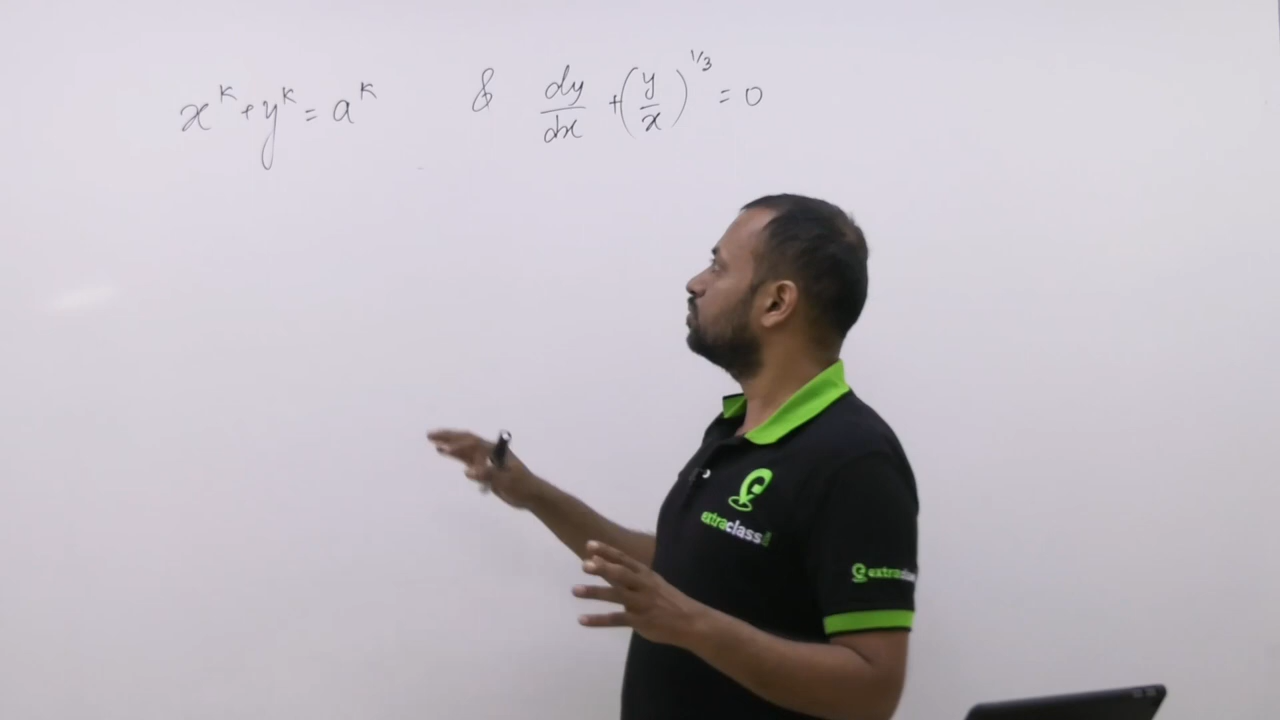 x^k + y^k = a^k & dy/dx + (y/x)^1/3 = 0
extraclass
extraclass